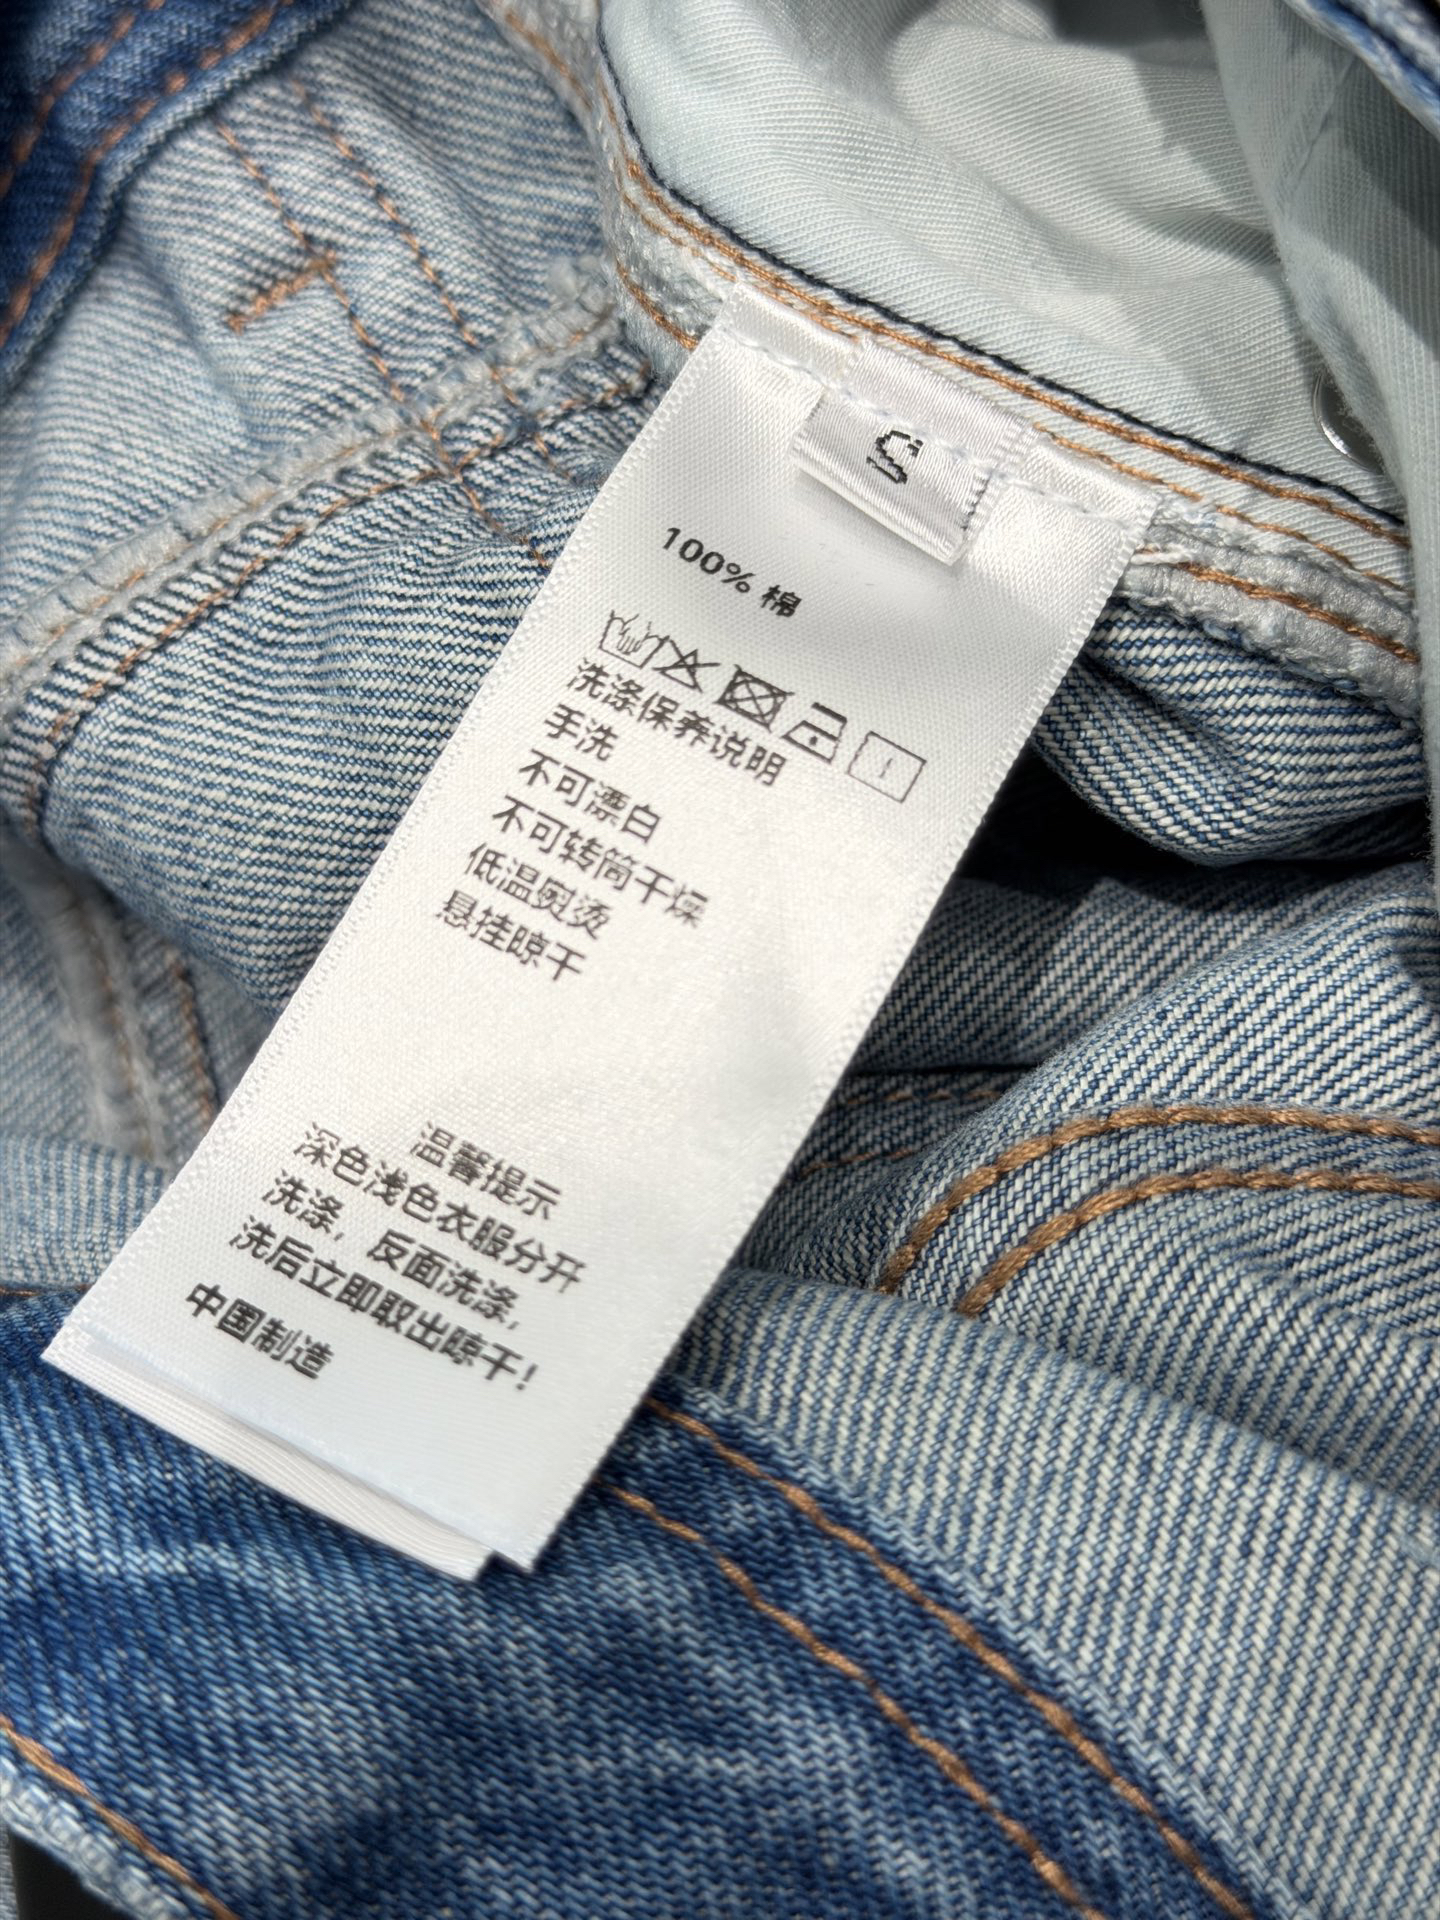 S
100% 棉
洗涤保养说明
手洗
不可漂白
不可转筒干燥
低温熨烫
悬挂晾干
温馨提示
深色浅色衣服分开
洗涤，反面洗涤，
洗后立即取出晾干！
中国制造